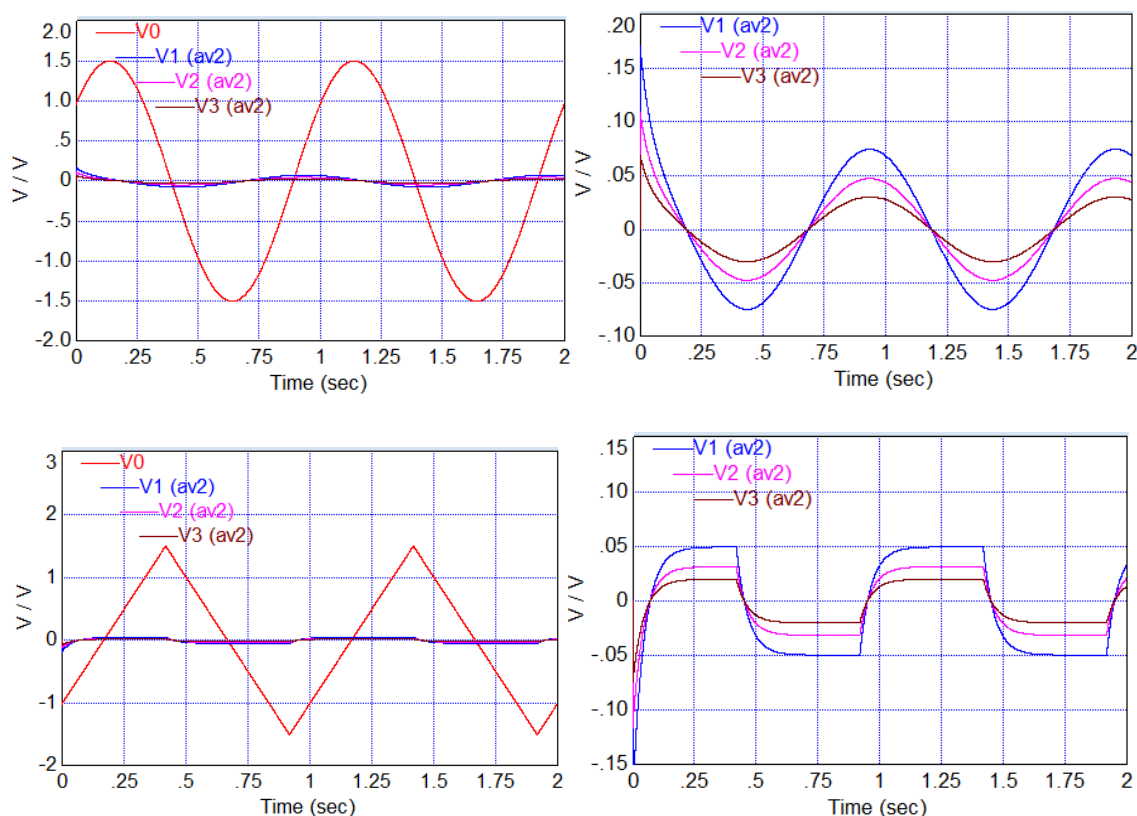 2.0
1.5
1.0
.5
0
-.5
-1.0
-1.5
-2.0
V / V
V0
V1 (av2)
V2 (av2)
V3 (av2)
0 .25 .5 .75 1 1.25 1.5 1.75 2
Time (sec)
.20
.15
.10
.05
0
-.05
-.10
V / V
V1 (av2)
V2 (av2)
V3 (av2)
0 .25 .5 .75 1 1.25 1.5 1.75 2
Time (sec)
3
2
1
0
-1
-2
V / V
V0
V1 (av2)
V2 (av2)
V3 (av2)
0 .25 .5 .75 1 1.25 1.5 1.75 2
Time (sec)
.15
.10
.05
0
-.05
-.10
-.15
V / V
V1 (av2)
V2 (av2)
V3 (av2)
0 .25 .5 .75 1 1.25 1.5 1.75 2
Time (sec)